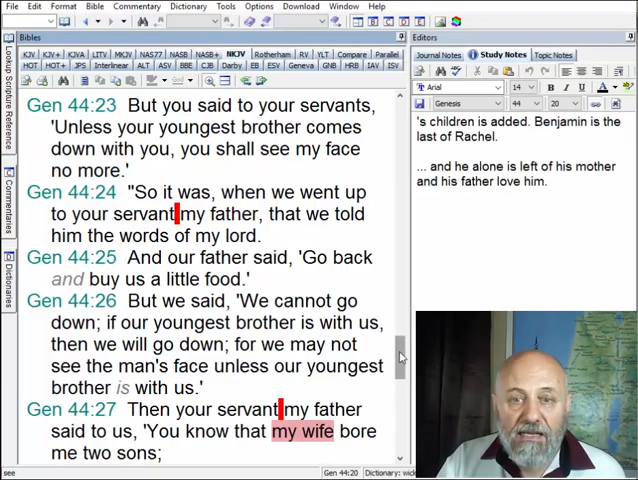 File Edit View Bible Commentary Dictionary Tools Options Download Window Help
Bibles
KJV KJV+ KJVA LITV MKJV NAS77 NASB NASB+ NKJV Rotherham RV YLT Compare Parallel
HOT+ JPS Interlinear ALT ASV BBE CJB Darby EBR ESV Geneva GNB HRB IAV ISV
Lookup Scripture Reference
Commentaries
Dictionaries
Gen 44:23 But you said to your servants,
'Unless your youngest brother comes
down with you, you shall see my face
no more.'
Gen 44:24 "So it was, when we went up
to your servant my father, that we told
him the words of my lord.
Gen 44:25 And our father said, 'Go back
and buy us a little food.'
Gen 44:26 But we said, 'We cannot go
down; if our youngest brother is with us,
then we will go down; for we may not
see the man's face unless our youngest
brother is with us.'
Gen 44:27 Then your servant my father
said to us, 'You know that my wife bore
me two sons;
see
Gen 44:20
Editors
Journal Notes Study Notes Topic Notes
Arial 14 B I U
Genesis 44 20
's children is added. Benjamin is the
last of Rachel.
... and he alone is left of his mother
and his father love him.